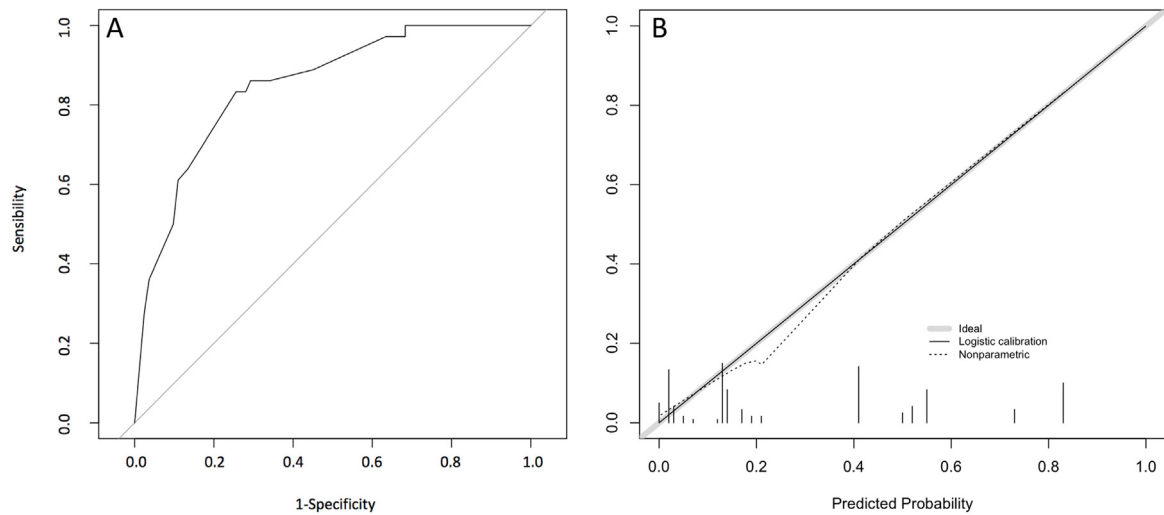 A
Sensibility
1.0
0.8
0.6
0.4
0.2
0.0
0.0 0.2 0.4 0.6 0.8 1.0
1-Specificity
B
1.0
0.8
0.6
0.4
0.2
0.0
Ideal
Logistic calibration
Nonparametric
0.0 0.2 0.4 0.6 0.8 1.0
Predicted Probability